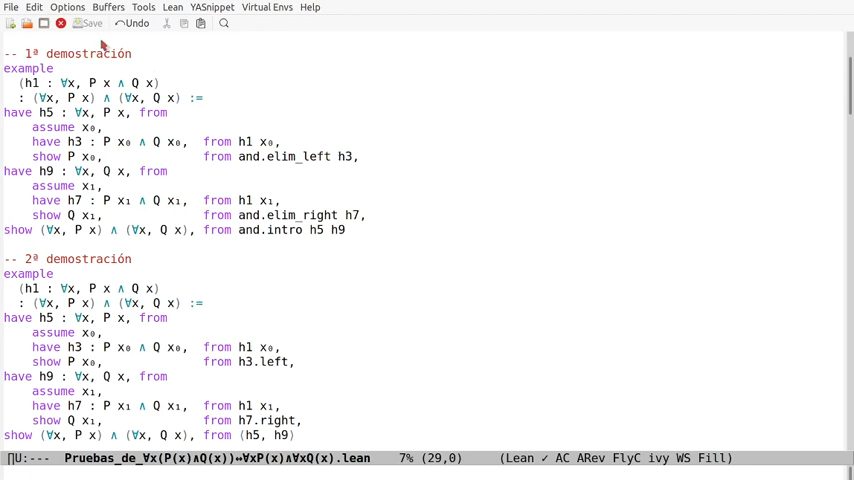 File Edit Options Buffers Tools Lean YASnippet Virtual Envs Help
Save Undo
-- 1ª demostración
example
(h1 : ∀x, P x ∧ Q x)
: (∀x, P x) ∧ (∀x, Q x) :=
have h5 : ∀x, P x, from
assume x₀,
have h3 : P x₀ ∧ Q x₀, from h1 x₀,
show P x₀, from and.elim_left h3,
have h9 : ∀x, Q x, from
assume x₁,
have h7 : P x₁ ∧ Q x₁, from h1 x₁,
show Q x₁, from and.elim_right h7,
show (∀x, P x) ∧ (∀x, Q x), from and.intro h5 h9
-- 2ª demostración
example
(h1 : ∀x, P x ∧ Q x)
: (∀x, P x) ∧ (∀x, Q x) :=
have h5 : ∀x, P x, from
assume x₀,
have h3 : P x₀ ∧ Q x₀, from h1 x₀,
show P x₀, from h3.left,
have h9 : ∀x, Q x, from
assume x₁,
have h7 : P x₁ ∧ Q x₁, from h1 x₁,
show Q x₁, from h7.right,
show (∀x, P x) ∧ (∀x, Q x), from ⟨h5, h9⟩
∏U:--- Pruebas_de_∀x(P(x)∧Q(x))↔∀xP(x)∧∀xQ(x).lean 7% (29,0) (Lean ✓ AC ARev FlyC ivy WS Fill)